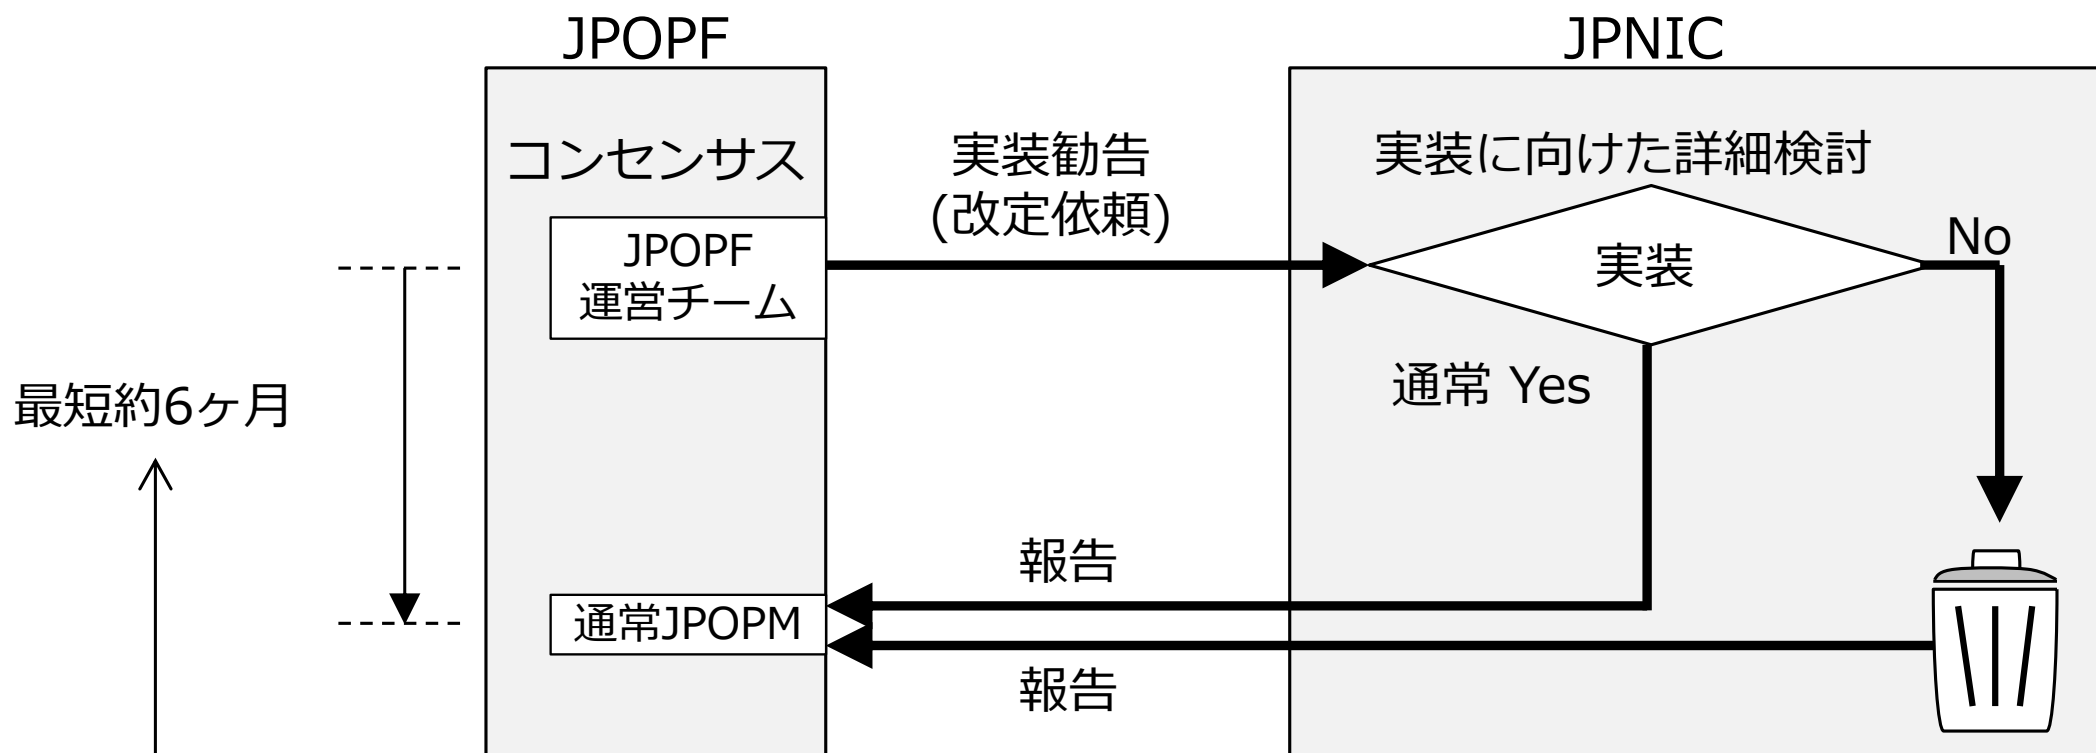 JPOPF
JPNIC
コンセンサス
実装勧告
(改定依頼)
実装に向けた詳細検討
JPOPF
運営チーム
実装
No
通常 Yes
最短約6ヶ月
報告
通常JPOPM
報告